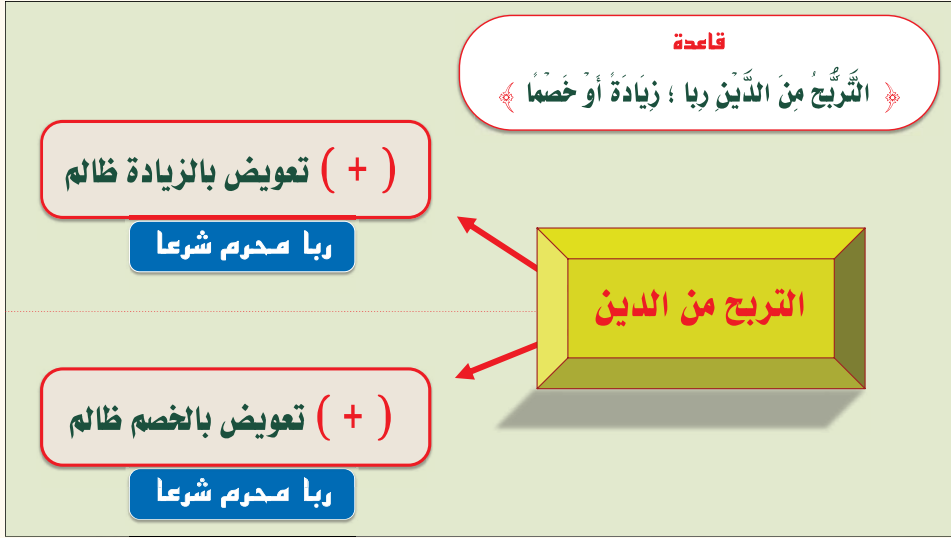 قاعدة
﴿ التَّرَبُّحُ مِنَ الدَّيْنِ رِبا ؛ زِيَادَةً أَوْ خَصْمًا ﴾
( + ) تعويض بالزيادة ظالم
ربا محرم شرعا
التربح من الدين
( + ) تعويض بالخصم ظالم
ربا محرم شرعا